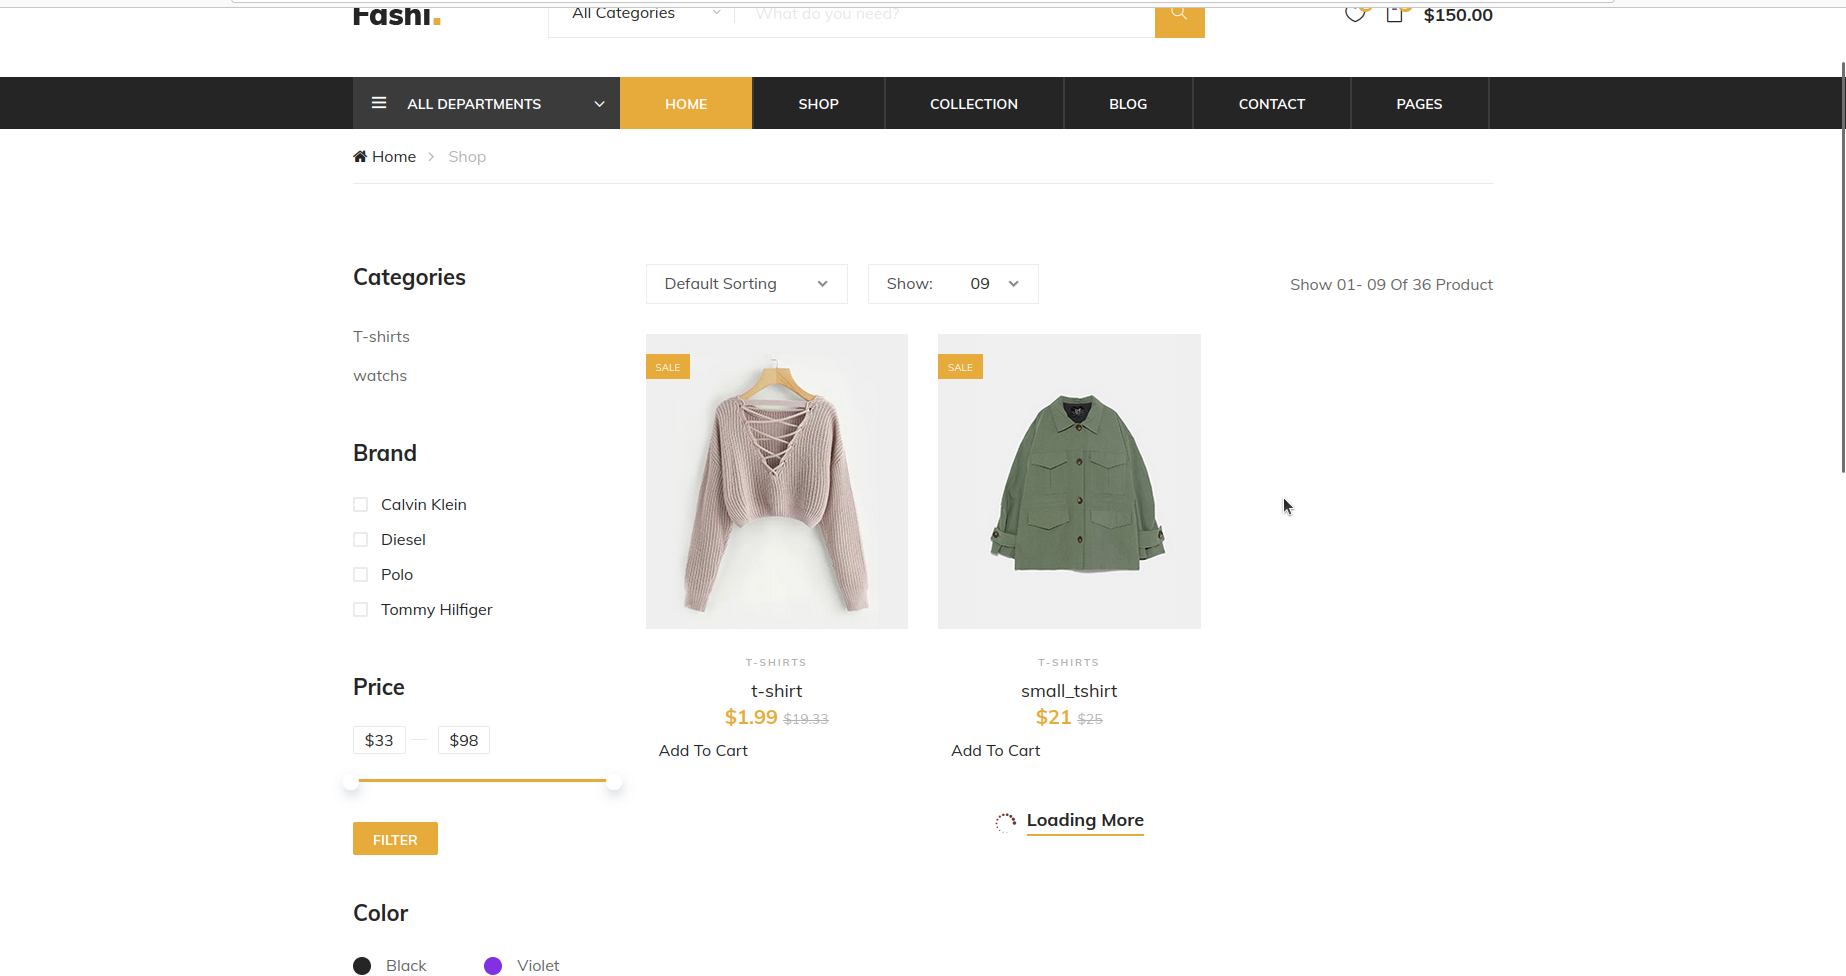 Fashi.
All Categories
What do you need?
$150.00
ALL DEPARTMENTS
HOME
SHOP
COLLECTION
BLOG
CONTACT
PAGES
Home
Shop
Categories
T-shirts
watchs
Brand
Calvin Klein
Diesel
Polo
Tommy Hilfiger
Price
$33
$98
FILTER
Color
Black
Violet
Default Sorting
Show: 09
Show 01- 09 Of 36 Product
SALE
T-SHIRTS
t-shirt
$1.99 $19.33
Add To Cart
SALE
T-SHIRTS
small_tshirt
$21 $25
Add To Cart
Loading More